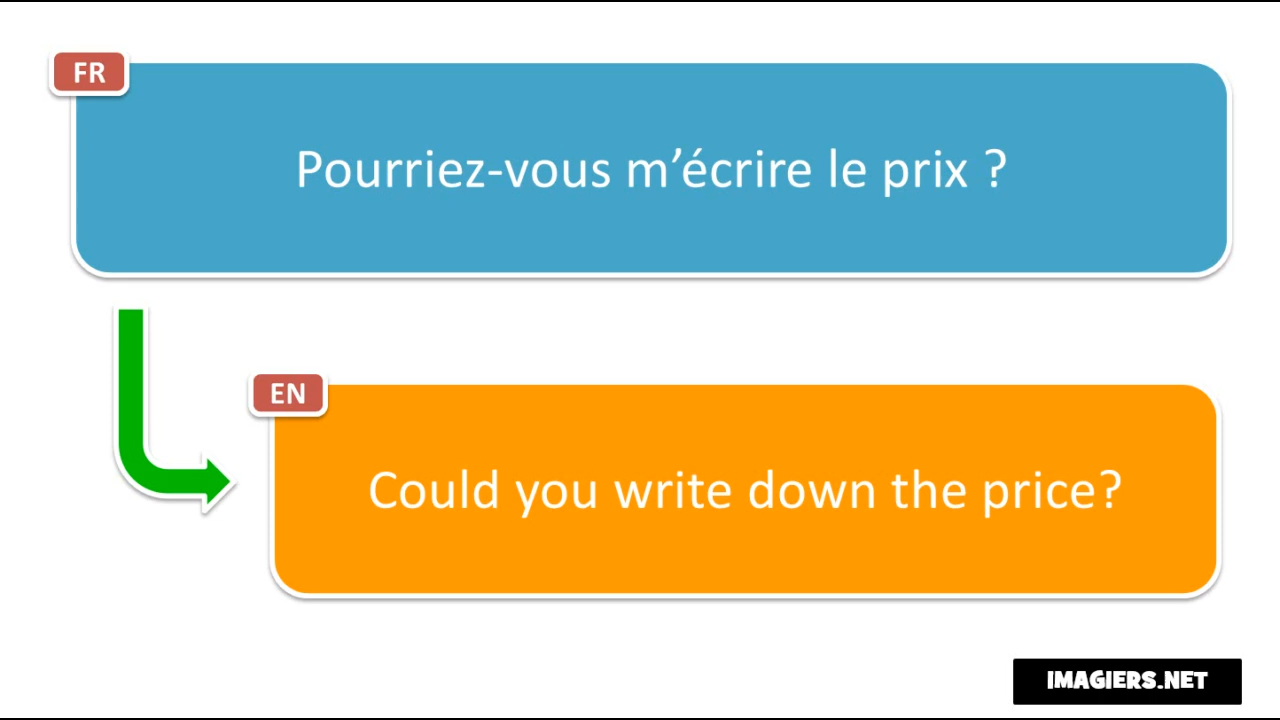 FR
Pourriez-vous m’écrire le prix ?
EN
Could you write down the price?
IMAGIERS.NET